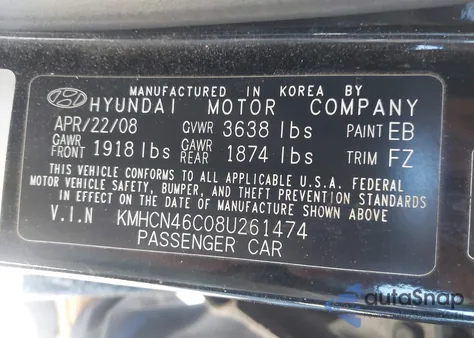 MANUFACTURED IN KOREA BY
HYUNDAI MOTOR COMPANY
APR/22/08 GVWR 3638 lbs PAINT EB
GAWR FRONT 1918 lbs GAWR REAR 1874 lbs TRIM FZ
THIS VEHICLE CONFORMS TO ALL APPLICABLE U.S.A. FEDERAL
MOTOR VEHICLE SAFETY, BUMPER, AND THEFT PREVENTION STANDARDS
IN EFFECT ON THE DATE OF MANUFACTURE SHOWN ABOVE
V.I.N KMHCN46C08U261474
PASSENGER CAR
autoSnap